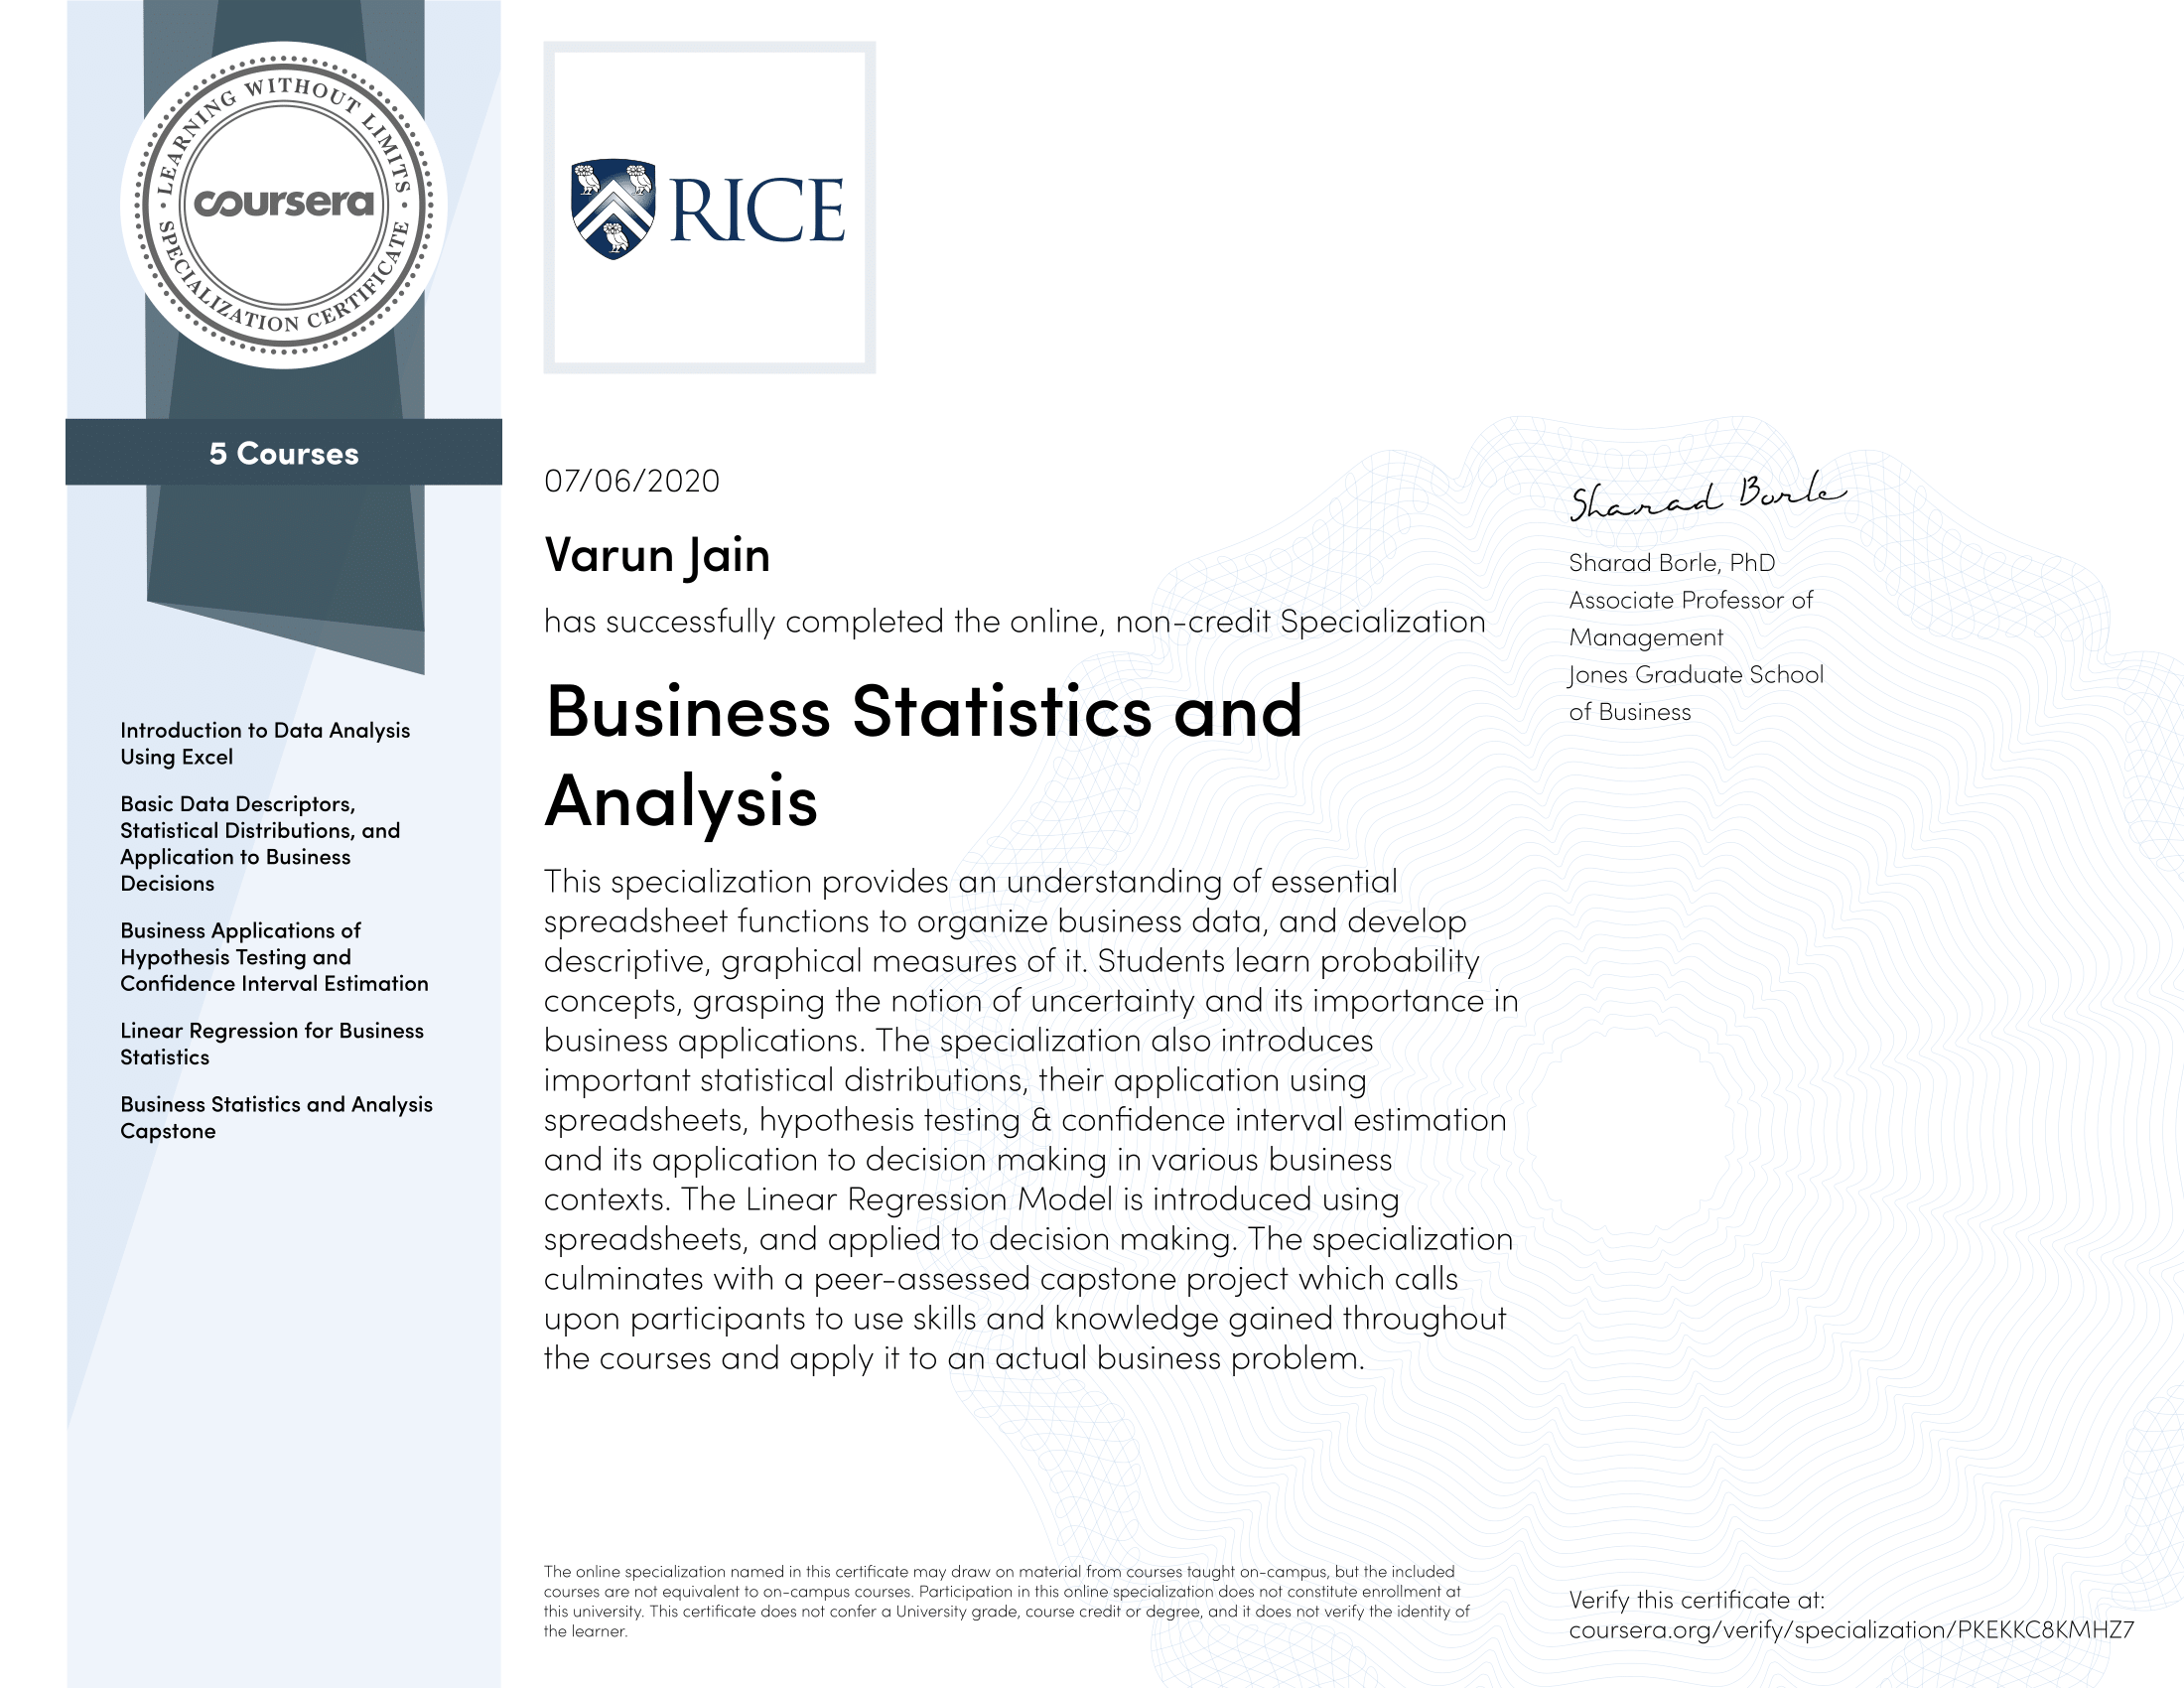 LEARNING WITHOUT LIMITS
coursera
SPECIALIZATION CERTIFICATE
5 Courses
Introduction to Data Analysis
Using Excel
Basic Data Descriptors,
Statistical Distributions, and
Application to Business
Decisions
Business Applications of
Hypothesis Testing and
Confidence Interval Estimation
Linear Regression for Business
Statistics
Business Statistics and Analysis
Capstone
RICE
07/06/2020
Varun Jain
has successfully completed the online, non-credit Specialization
Business Statistics and
Analysis
This specialization provides an understanding of essential
spreadsheet functions to organize business data, and develop
descriptive, graphical measures of it. Students learn probability
concepts, grasping the notion of uncertainty and its importance in
business applications. The specialization also introduces
important statistical distributions, their application using
spreadsheets, hypothesis testing & confidence interval estimation
and its application to decision making in various business
contexts. The Linear Regression Model is introduced using
spreadsheets, and applied to decision making. The specialization
culminates with a peer-assessed capstone project which calls
upon participants to use skills and knowledge gained throughout
the courses and apply it to an actual business problem.
Sharad Borle
Sharad Borle, PhD
Associate Professor of
Management
Jones Graduate School
of Business
The online specialization named in this certificate may draw on material from courses taught on-campus, but the included
courses are not equivalent to on-campus courses. Participation in this online specialization does not constitute enrollment at
this university. This certificate does not confer a University grade, course credit or degree, and it does not verify the identity of
the learner.
Verify this certificate at:
coursera.org/verify/specialization/PKEKKC8KMHZ7